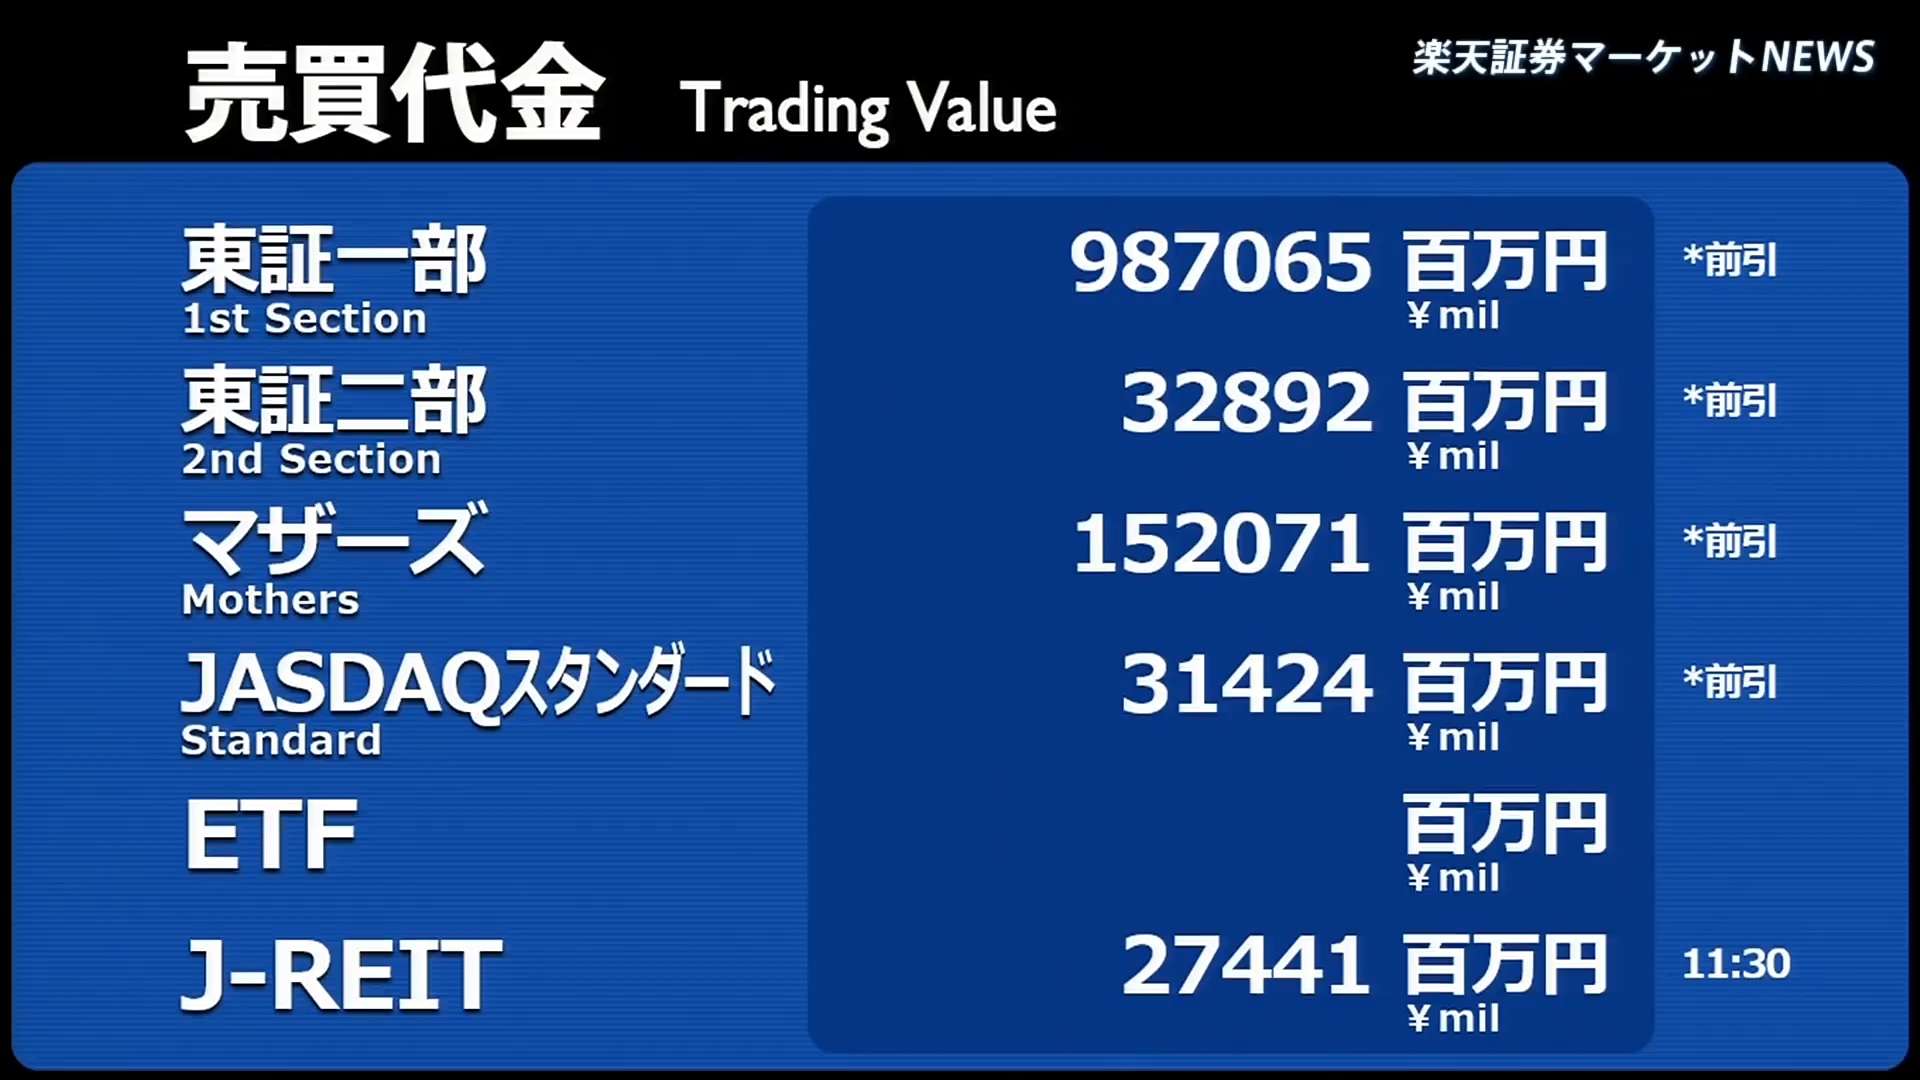 売買代金 Trading Value
楽天証券マーケットNEWS
東証一部 987065 百万円 *前引
1st Section ¥mil
東証二部 32892 百万円 *前引
2nd Section ¥mil
マザーズ 152071 百万円 *前引
Mothers ¥mil
JASDAQスタンダード 31424 百万円 *前引
Standard ¥mil
ETF 百万円
¥mil
J-REIT 27441 百万円 11:30
¥mil